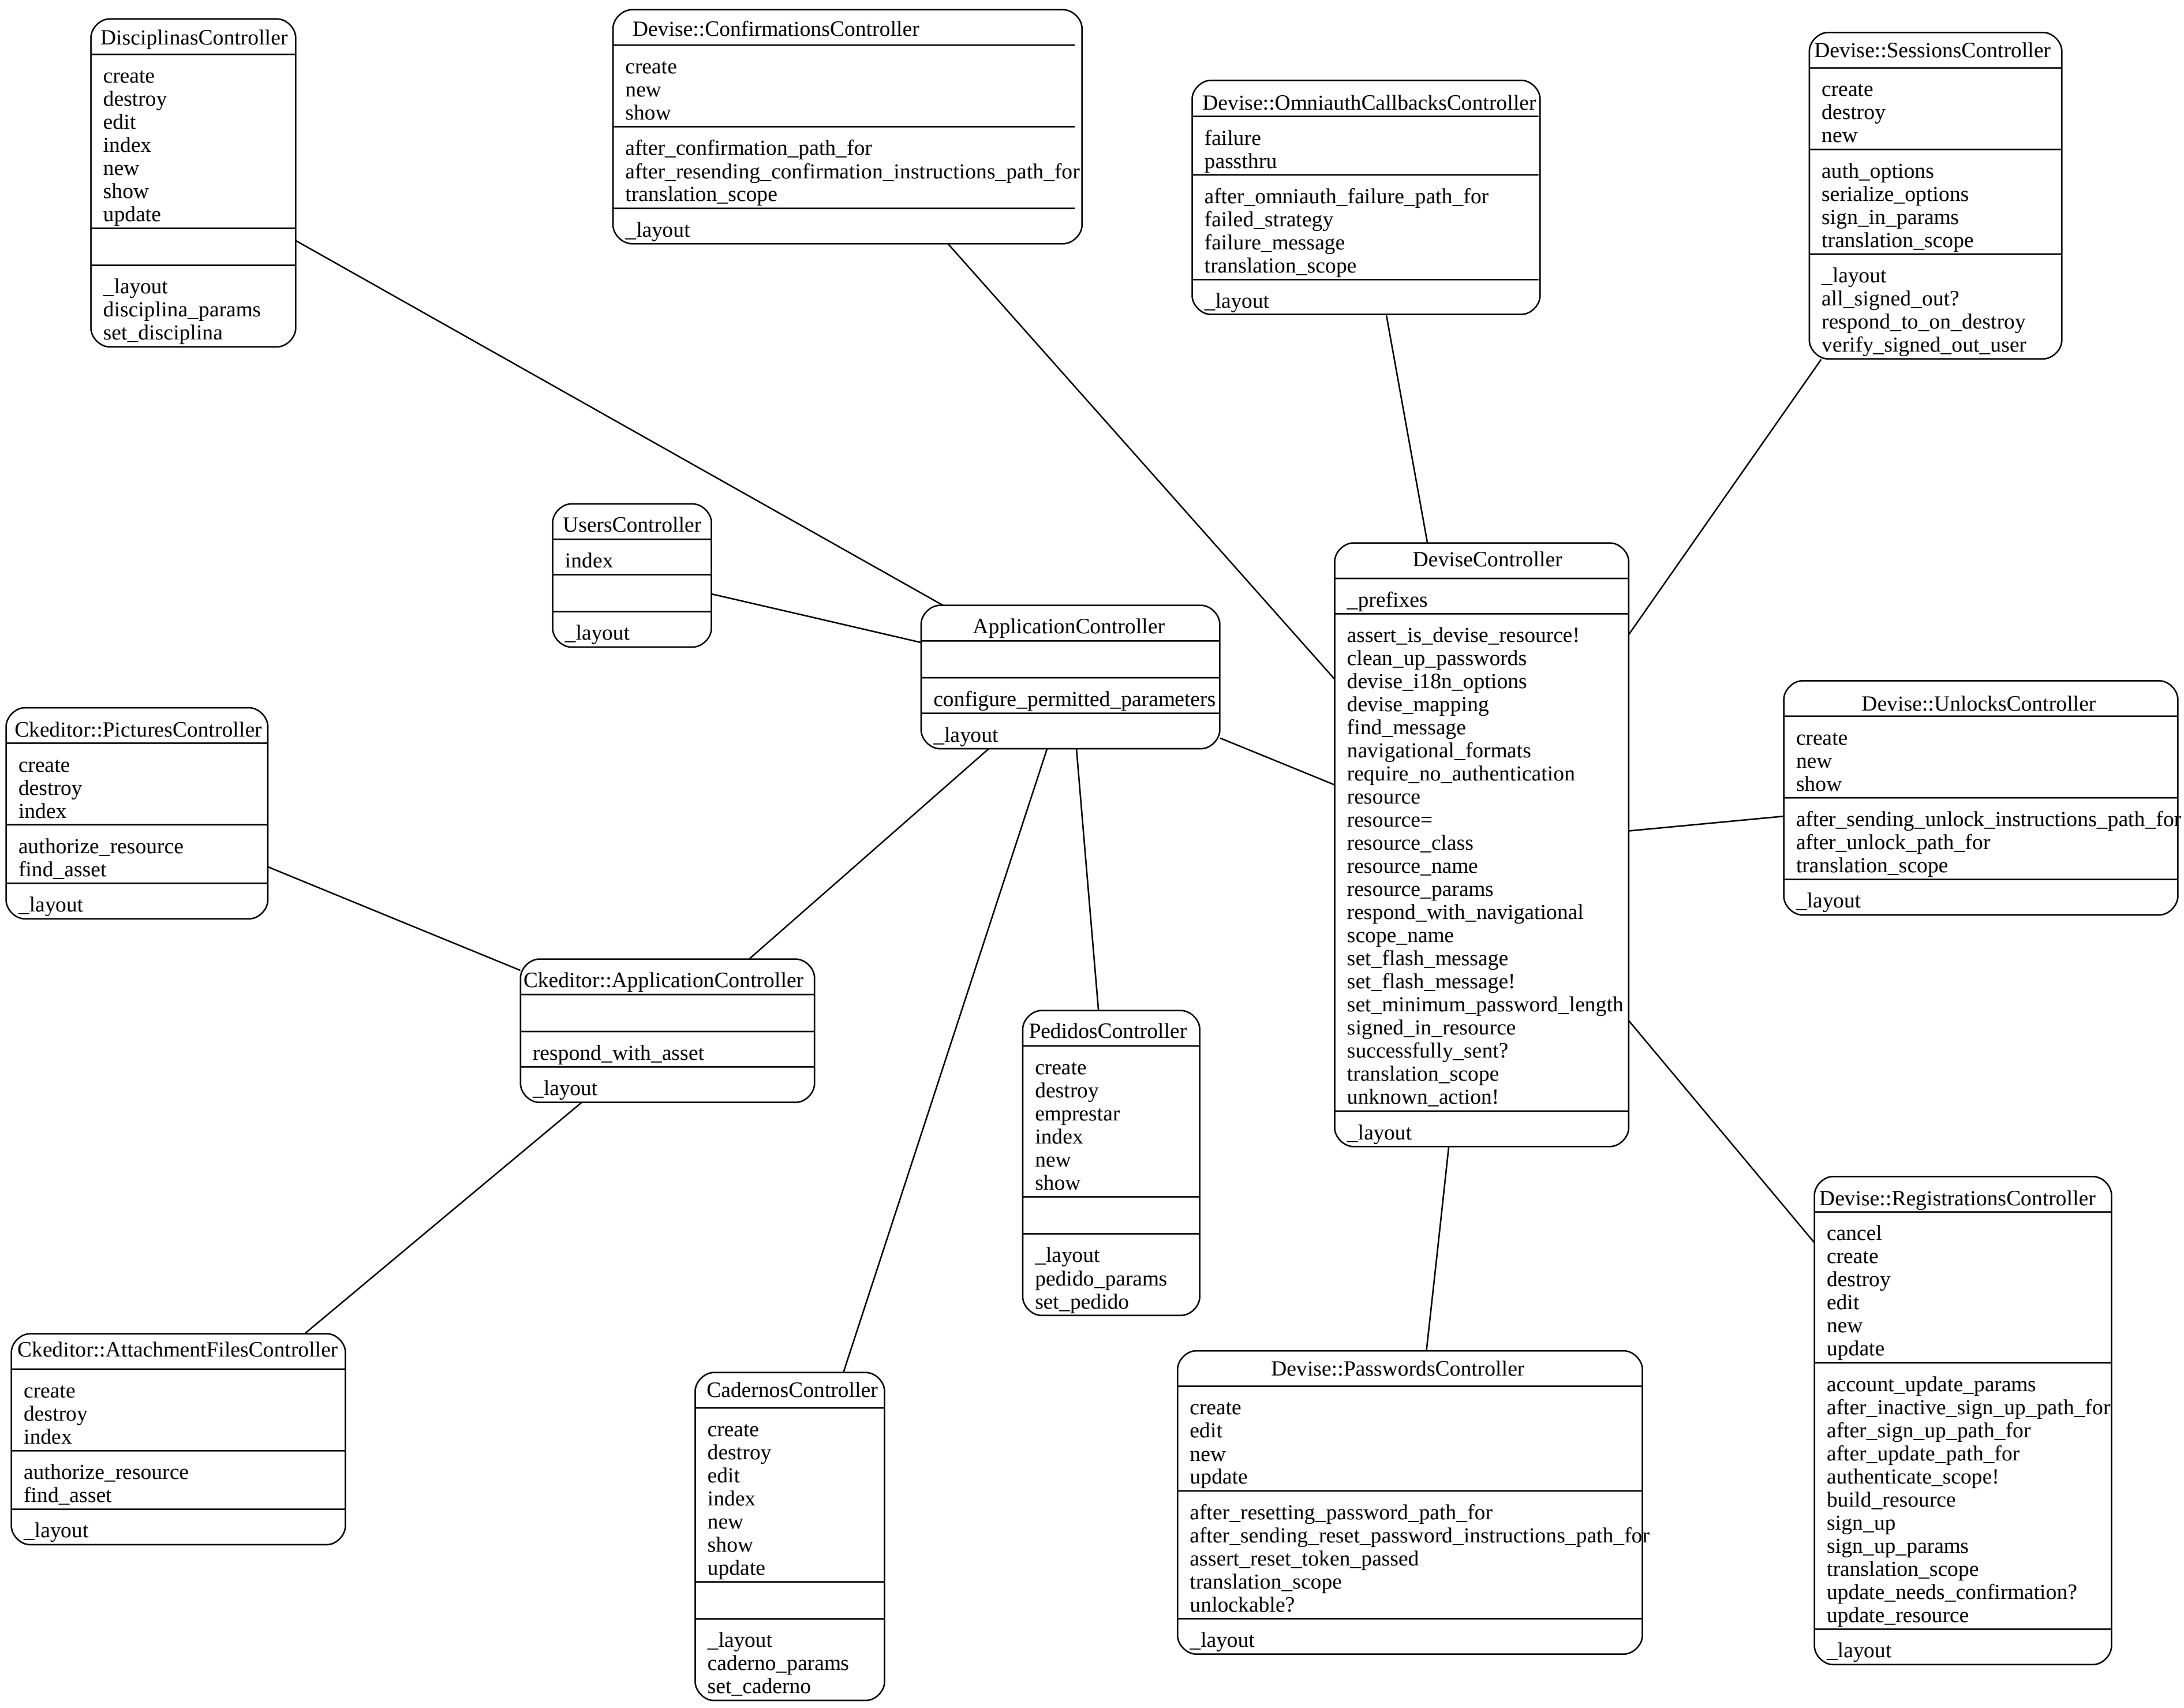 DisciplinasController
create
destroy
edit
index
new
show
update
_layout
disciplina_params
set_disciplina
Devise::ConfirmationsController
create
new
show
after_confirmation_path_for
after_resending_confirmation_instructions_path_for
translation_scope
_layout
Devise::OmniauthCallbacksController
failure
passthru
after_omniauth_failure_path_for
failed_strategy
failure_message
translation_scope
_layout
Devise::SessionsController
create
destroy
new
auth_options
serialize_options
sign_in_params
translation_scope
_layout
all_signed_out?
respond_to_on_destroy
verify_signed_out_user
UsersController
index
_layout
ApplicationController
configure_permitted_parameters
_layout
DeviseController
_prefixes
assert_is_devise_resource!
clean_up_passwords
devise_i18n_options
devise_mapping
find_message
navigational_formats
require_no_authentication
resource
resource=
resource_class
resource_name
resource_params
respond_with_navigational
scope_name
set_flash_message
set_flash_message!
set_minimum_password_length
signed_in_resource
successfully_sent?
translation_scope
unknown_action!
_layout
Devise::UnlocksController
create
new
show
after_sending_unlock_instructions_path_for
after_unlock_path_for
translation_scope
_layout
Ckeditor::PicturesController
create
destroy
index
authorize_resource
find_asset
_layout
Ckeditor::ApplicationController
respond_with_asset
_layout
PedidosController
create
destroy
emprestar
index
new
show
_layout
pedido_params
set_pedido
Devise::RegistrationsController
cancel
create
destroy
edit
new
update
account_update_params
after_inactive_sign_up_path_for
after_sign_up_path_for
after_update_path_for
authenticate_scope!
build_resource
sign_up
sign_up_params
translation_scope
update_needs_confirmation?
update_resource
_layout
Ckeditor::AttachmentFilesController
create
destroy
index
authorize_resource
find_asset
_layout
CadernosController
create
destroy
edit
index
new
show
update
_layout
caderno_params
set_caderno
Devise::PasswordsController
create
edit
new
update
after_resetting_password_path_for
after_sending_reset_password_instructions_path_for
assert_reset_token_passed
translation_scope
unlockable?
_layout